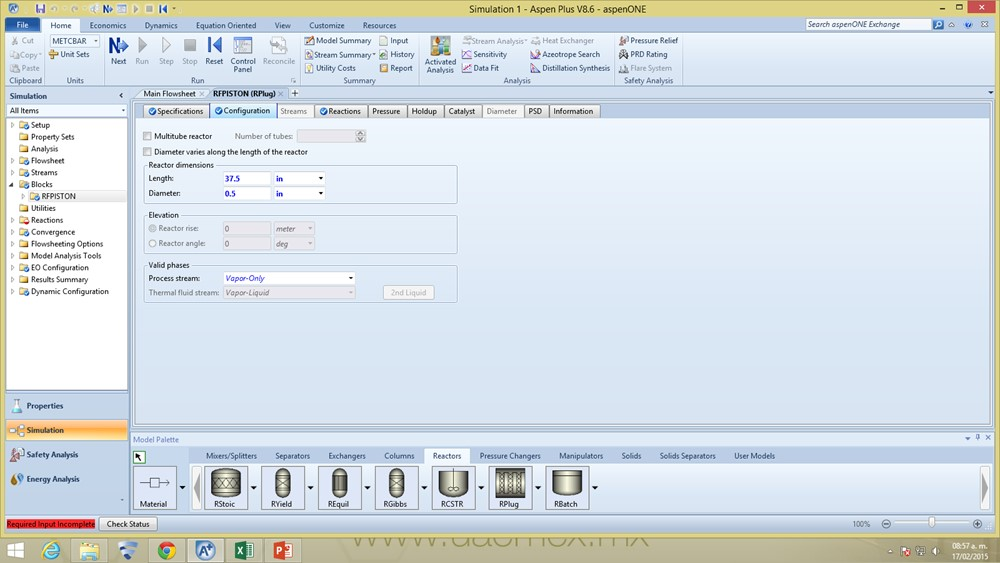 Simulation 1 - Aspen Plus V8.6 - aspenONE
File Home Economics Dynamics Equation Oriented View Customize Resources Search aspenONE Exchange
Cut METCBAR Model Summary Input Stream Analysis Heat Exchanger Pressure Relief
Copy Unit Sets Next Run Step Stop Reset Control Panel Reconcile Stream Summary History Activated Analysis Sensitivity Azeotrope Search PRD Rating
Paste Utility Costs Report Data Fit Distillation Synthesis Flare System
Clipboard Units Run Summary Analysis Safety Analysis
Simulation Main Flowsheet RFPISTON (RPlug)
All Items Specifications Configuration Streams Reactions Pressure Holdup Catalyst Diameter PSD Information
Setup
Property Sets
Analysis
Flowsheet
Streams
Blocks
RFPISTON
Utilities
Reactions
Convergence
Flowsheeting Options
Model Analysis Tools
EO Configuration
Results Summary
Dynamic Configuration
Multitube reactor Number of tubes:
Diameter varies along the length of the reactor
Reactor dimensions
Length: 37.5 in
Diameter: 0.5 in
Elevation
Reactor rise: 0 meter
Reactor angle: 0 deg
Valid phases
Process stream: Vapor-Only
Thermal fluid stream: Vapor-Liquid 2nd Liquid
Properties
Simulation
Safety Analysis
Energy Analysis
Model Palette
Mixers/Splitters Separators Exchangers Columns Reactors Pressure Changers Manipulators Solids Solids Separators User Models
Material RStoic RYield REquil RGibbs RCSTR RPlug RBatch
Required Input Incomplete Check Status 100%
08:57 a. m.
17/02/2015